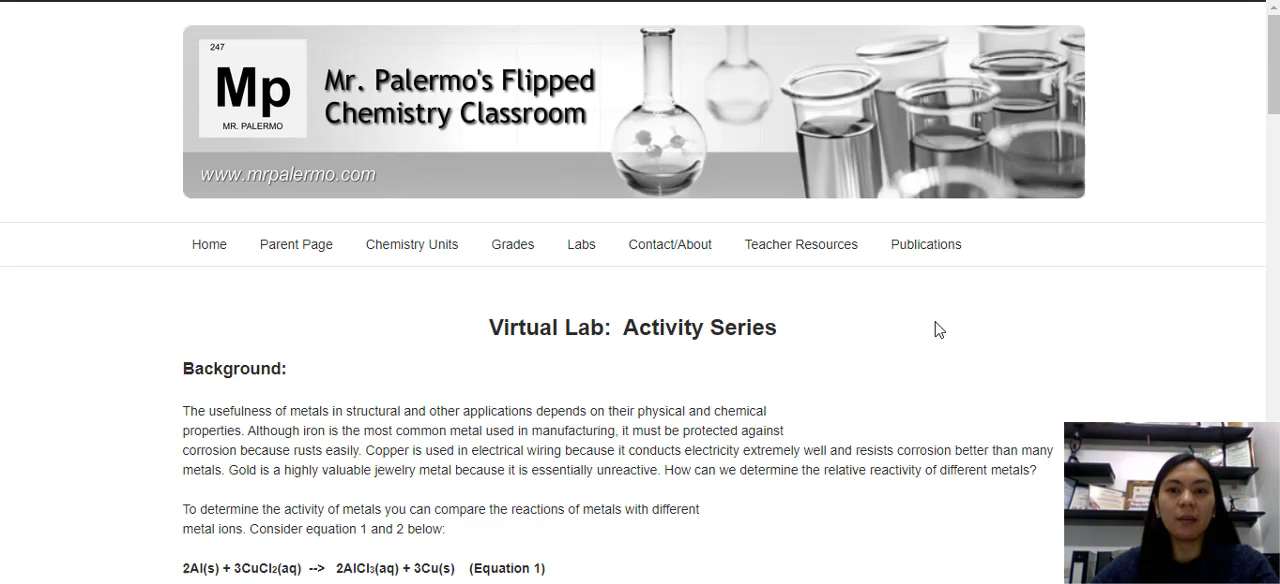 247
Mp
MR. PALERMO
Mr. Palermo's Flipped
Chemistry Classroom
www.mrpalermo.com
Home Parent Page Chemistry Units Grades Labs Contact/About Teacher Resources Publications
Virtual Lab: Activity Series
Background:
The usefulness of metals in structural and other applications depends on their physical and chemical
properties. Although iron is the most common metal used in manufacturing, it must be protected against
corrosion because rusts easily. Copper is used in electrical wiring because it conducts electricity extremely well and resists corrosion better than many
metals. Gold is a highly valuable jewelry metal because it is essentially unreactive. How can we determine the relative reactivity of different metals?
To determine the activity of metals you can compare the reactions of metals with different
metal ions. Consider equation 1 and 2 below:
2Al(s) + 3CuCl₂(aq) --> 2AlCl₃(aq) + 3Cu(s) (Equation 1)